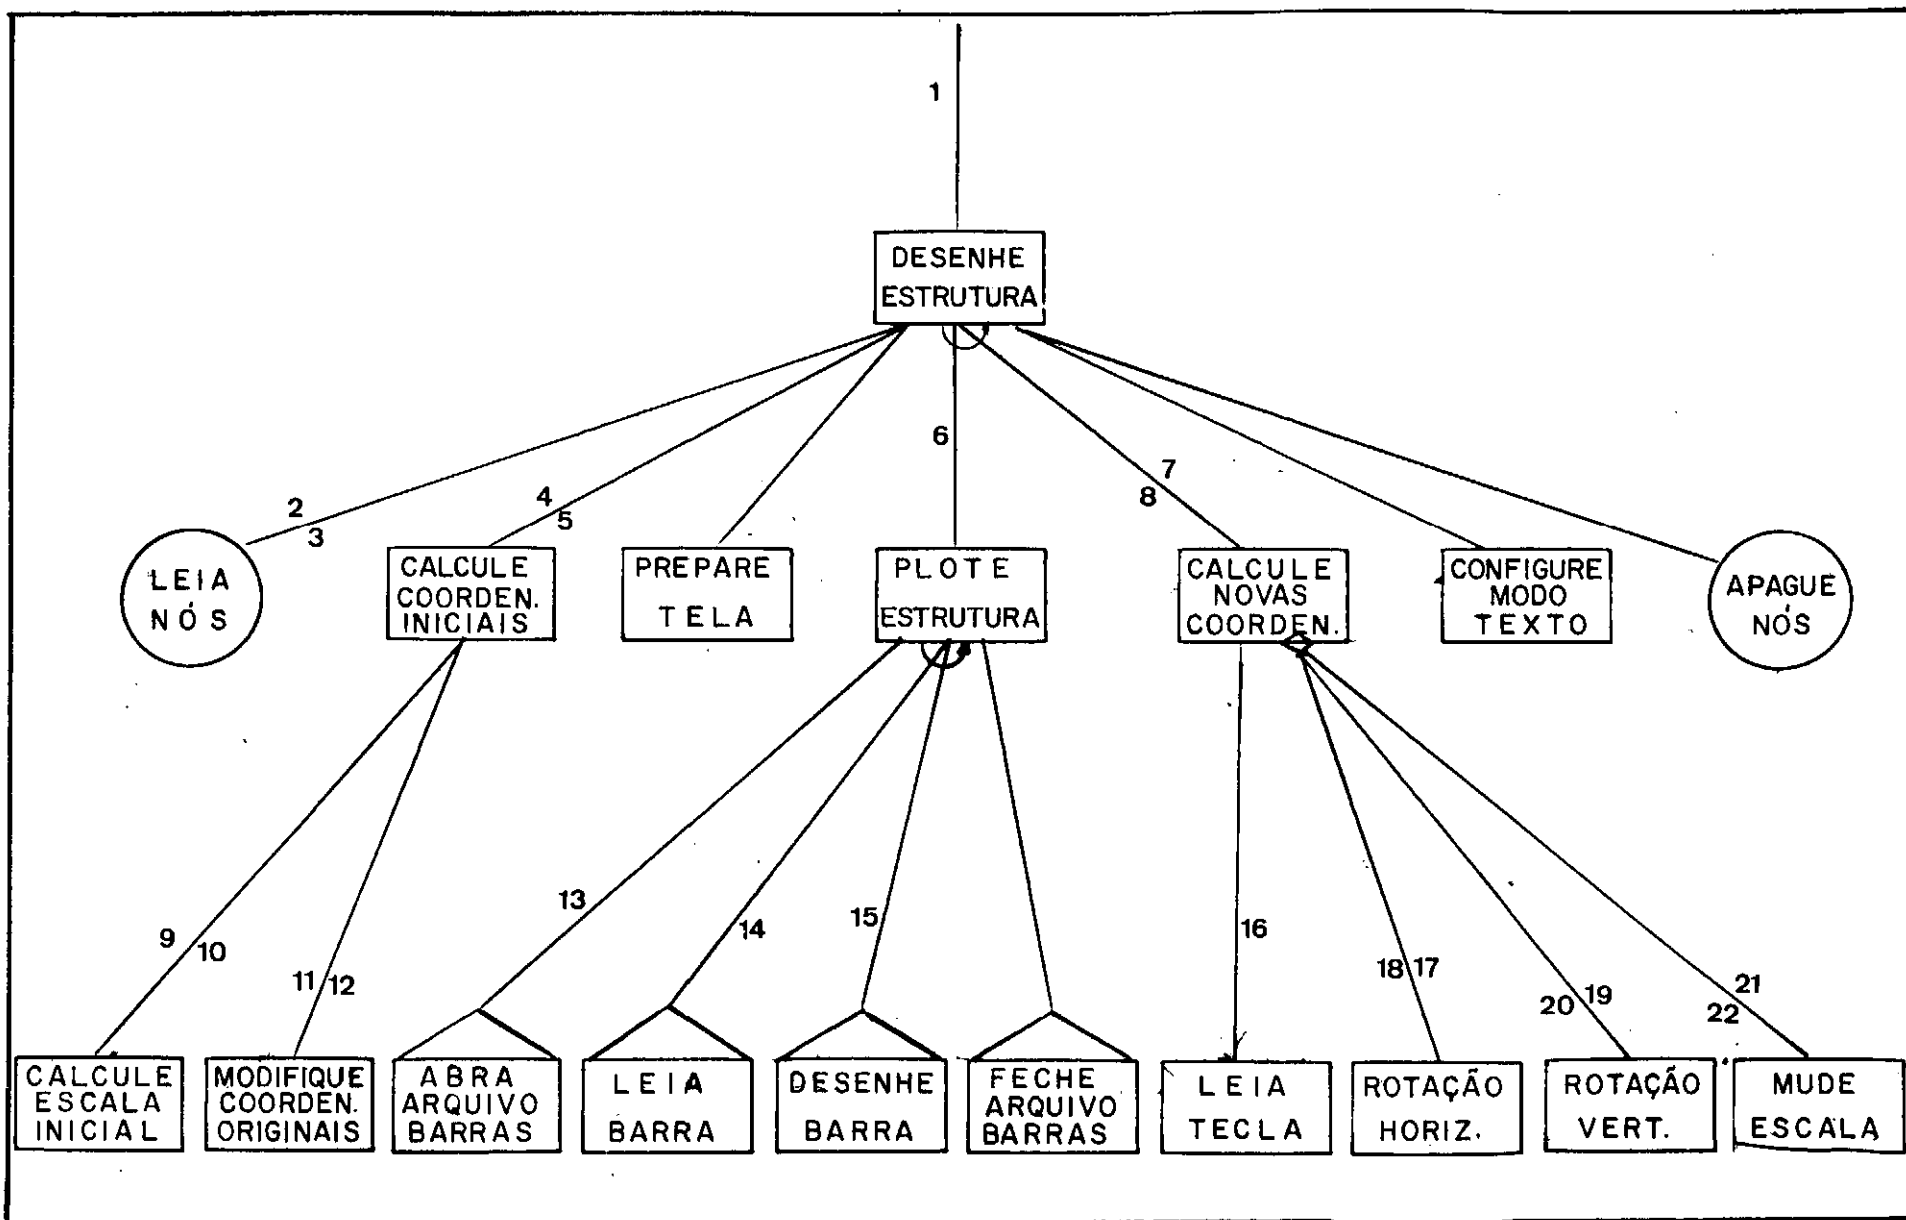 1
DESENHE
ESTRUTURA
6
7
8
2
3
4
5
LEIA
NÓS
CALCULE
COORDEN.
INICIAIS
PREPARE
TELA
PLOTE
ESTRUTURA
CALCULE
NOVAS
COORDEN.
CONFIGURE
MODO
TEXTO
APAGUE
NÓS
9
10
11
12
13
14
15
16
18
17
20
19
21
22
CALCULE
ESCALA
INICIAL
MODIFIQUE
COORDEN.
ORIGINAIS
ABRA
ARQUIVO
BARRAS
LEIA
BARRA
DESENHE
BARRA
FECHE
ARQUIVO
BARRAS
LEIA
TECLA
ROTAÇÃO
HORIZ.
ROTAÇÃO
VERT.
MUDE
ESCALA